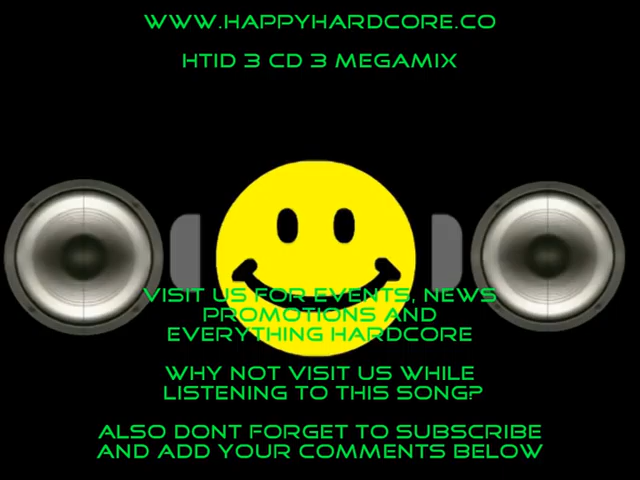 WWW.HAPPYHARDCORE.CO
HTID 3 CD 3 MEGAMIX
VISIT US FOR EVENTS, NEWS
PROMOTIONS AND
EVERYTHING HARDCORE
WHY NOT VISIT US WHILE
LISTENING TO THIS SONG?
ALSO DONT FORGET TO SUBSCRIBE
AND ADD YOUR COMMENTS BELOW